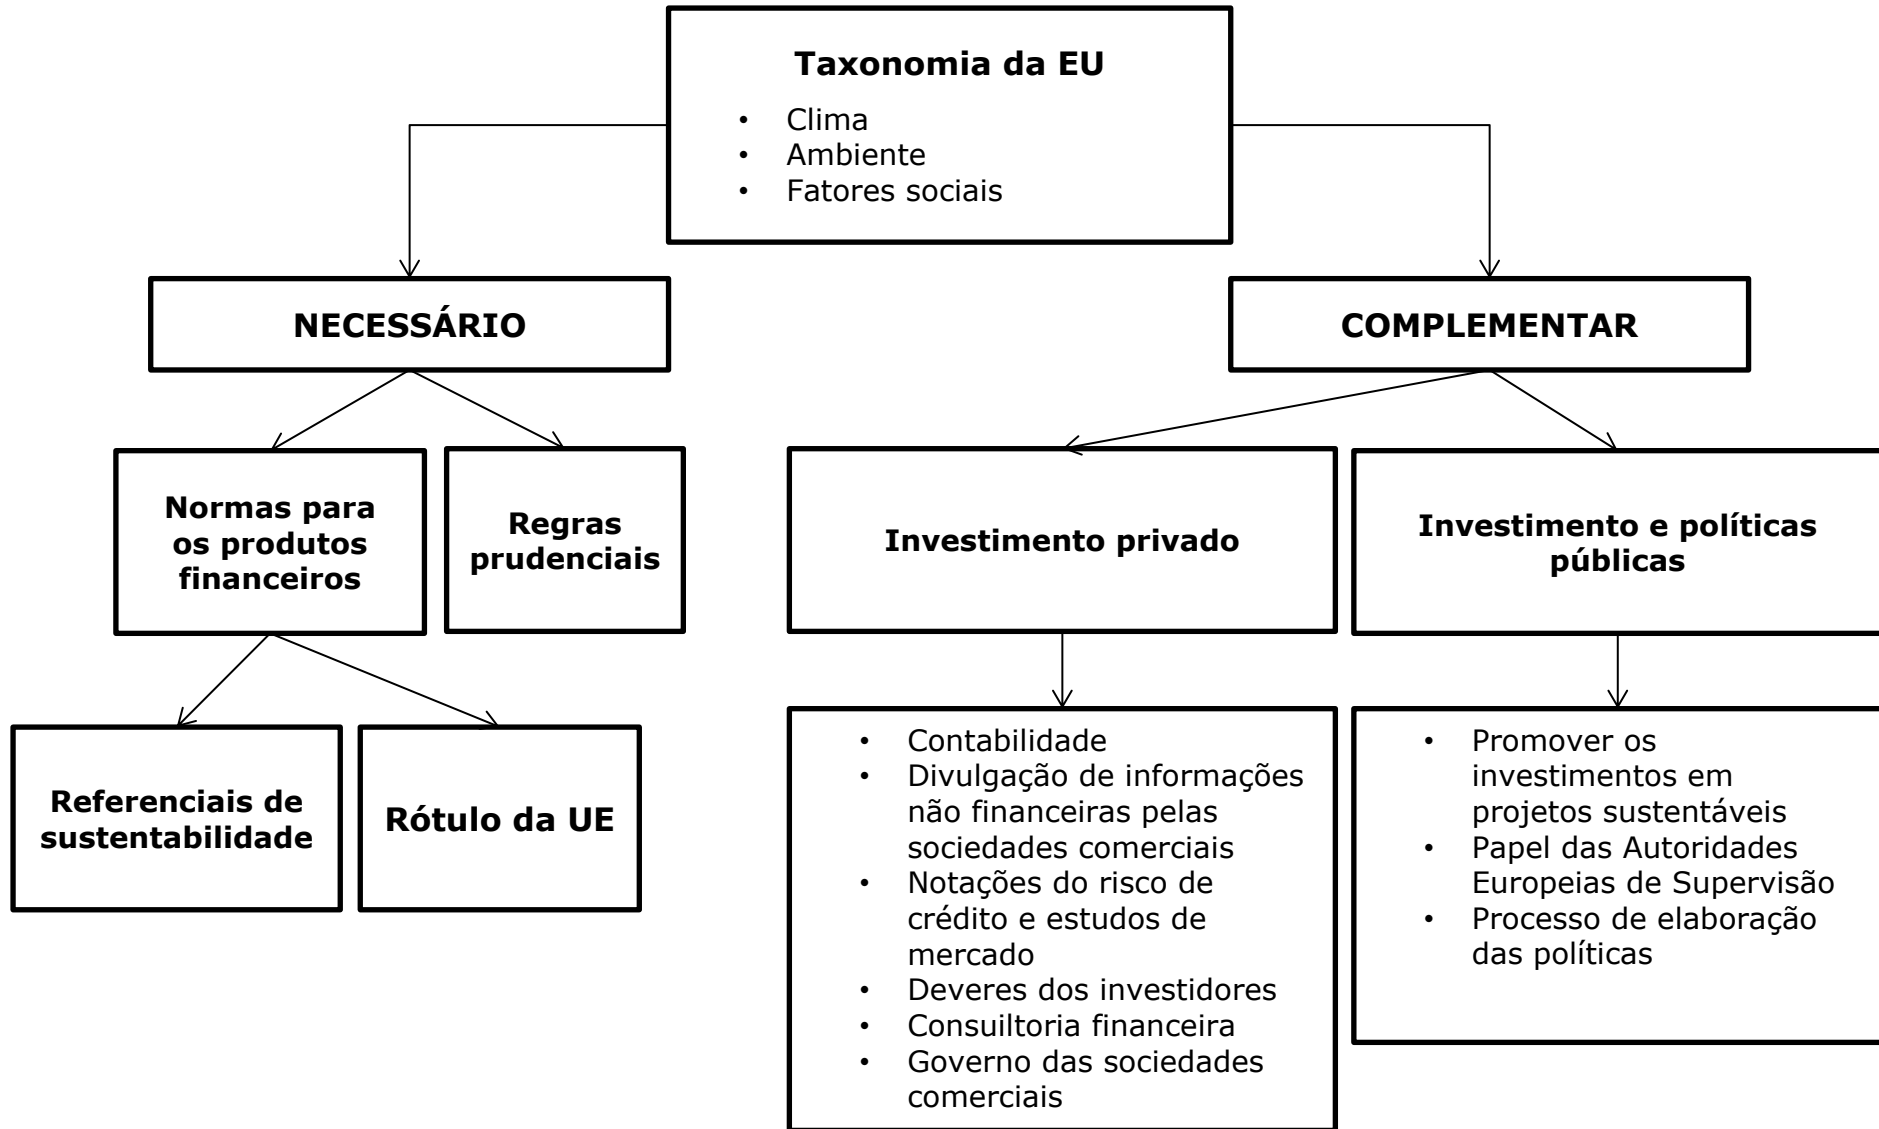 Taxonomia da EU
• Clima
• Ambiente
• Fatores sociais
NECESSÁRIO
COMPLEMENTAR
Normas para
os produtos
financeiros
Regras
prudenciais
Investimento privado
Investimento e políticas
públicas
Referenciais de
sustentabilidade
Rótulo da UE
• Contabilidade
• Divulgação de informações
não financeiras pelas
sociedades comerciais
• Notações do risco de
crédito e estudos de
mercado
• Deveres dos investidores
• Consuiltoria financeira
• Governo das sociedades
comerciais
• Promover os
investimentos em
projetos sustentáveis
• Papel das Autoridades
Europeias de Supervisão
• Processo de elaboração
das políticas